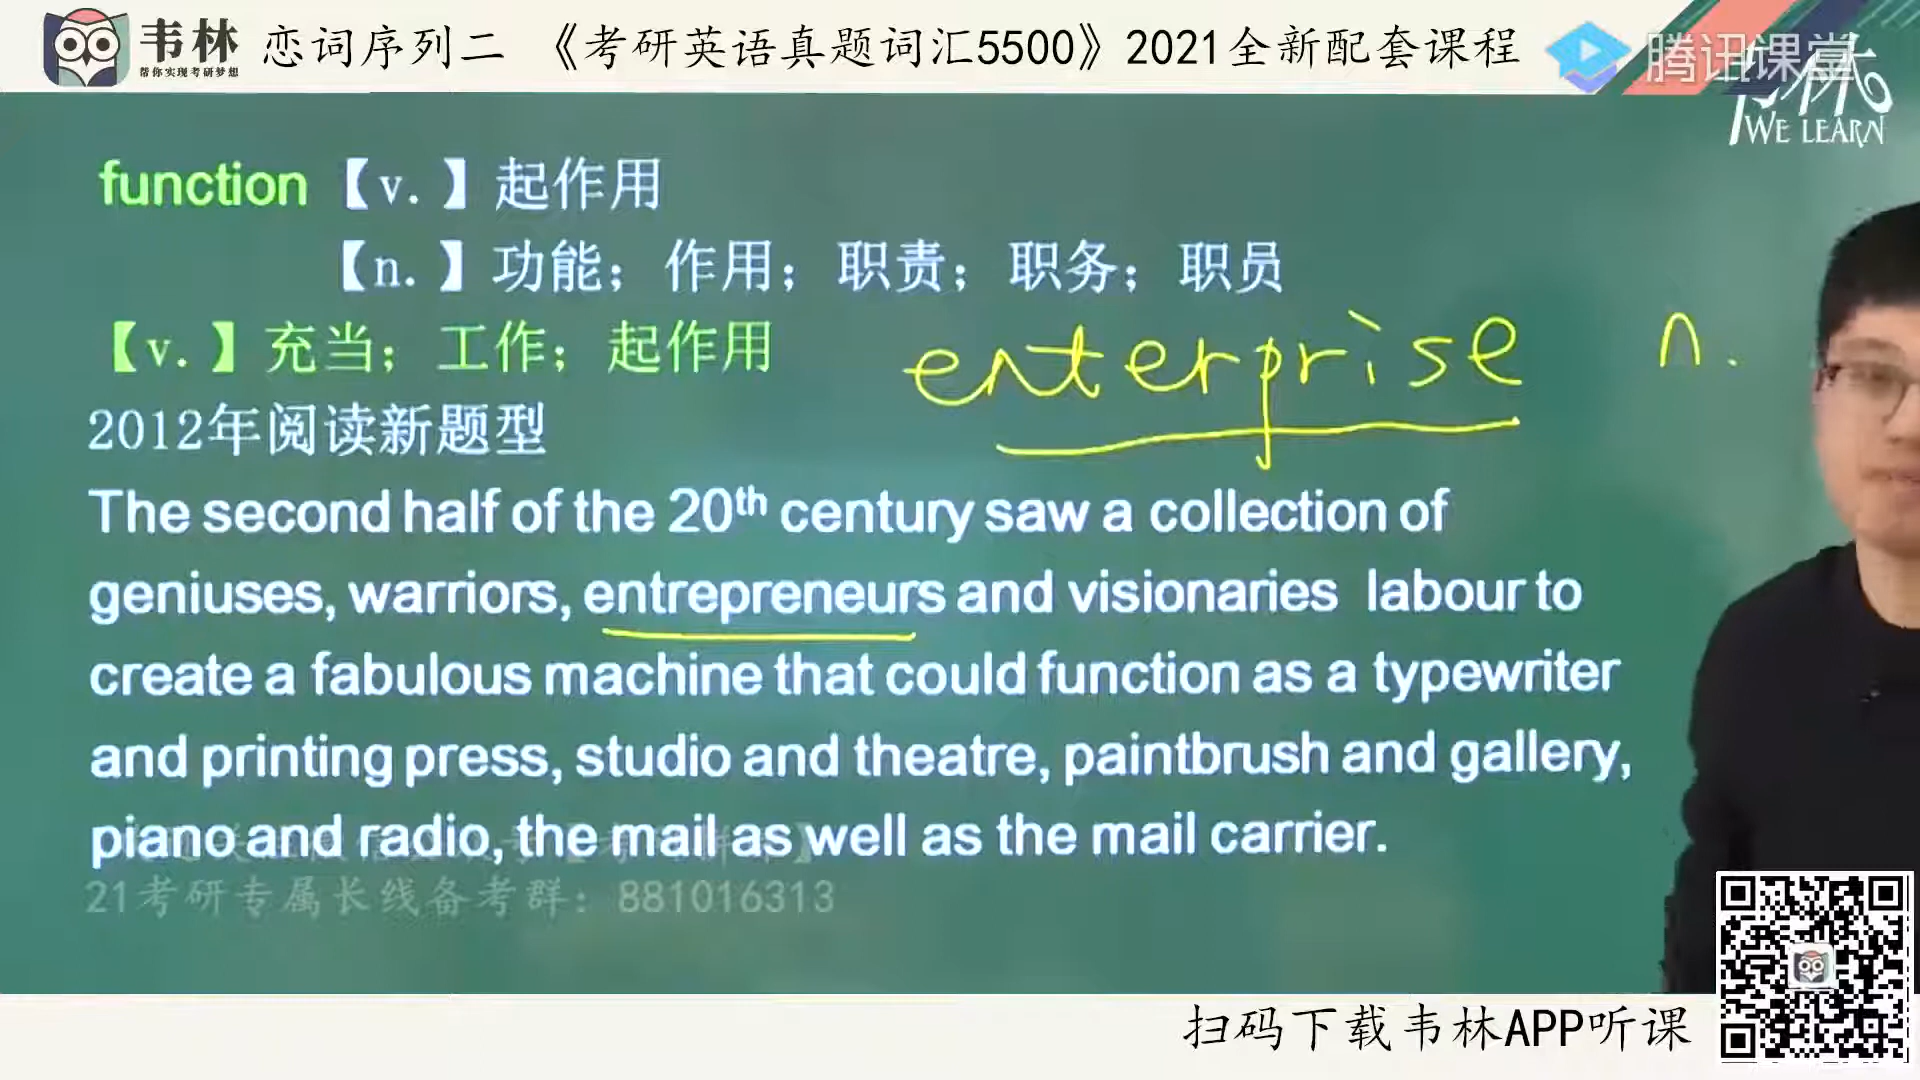 韦林
帮你实现考研梦想
恋词序列二 《考研英语真题词汇5500》2021全新配套课程
腾讯课堂
韦林
WE LEARN
function 【v.】起作用
【n.】功能；作用；职责；职务；职员
【v.】充当；工作；起作用
enterprise n.
2012年阅读新题型
The second half of the 20th century saw a collection of
geniuses, warriors, entrepreneurs and visionaries labour to
create a fabulous machine that could function as a typewriter
and printing press, studio and theatre, paintbrush and gallery,
piano and radio, the mail as well as the mail carrier.
21考研专属长线备考群：881016313
扫码下载韦林APP听课